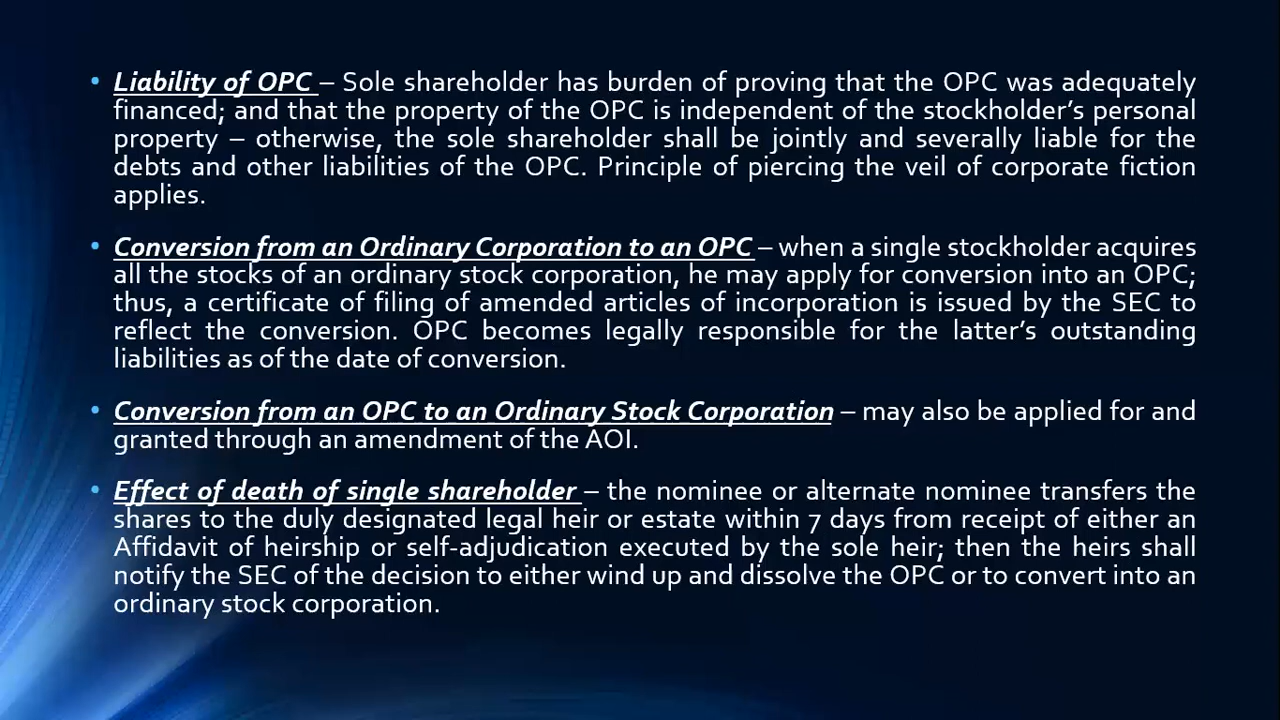 • Liability of OPC – Sole shareholder has burden of proving that the OPC was adequately
financed; and that the property of the OPC is independent of the stockholder’s personal
property – otherwise, the sole shareholder shall be jointly and severally liable for the
debts and other liabilities of the OPC. Principle of piercing the veil of corporate fiction
applies.
• Conversion from an Ordinary Corporation to an OPC – when a single stockholder acquires
all the stocks of an ordinary stock corporation, he may apply for conversion into an OPC;
thus, a certificate of filing of amended articles of incorporation is issued by the SEC to
reflect the conversion. OPC becomes legally responsible for the latter’s outstanding
liabilities as of the date of conversion.
• Conversion from an OPC to an Ordinary Stock Corporation – may also be applied for and
granted through an amendment of the AOI.
• Effect of death of single shareholder – the nominee or alternate nominee transfers the
shares to the duly designated legal heir or estate within 7 days from receipt of either an
Affidavit of heirship or self-adjudication executed by the sole heir; then the heirs shall
notify the SEC of the decision to either wind up and dissolve the OPC or to convert into an
ordinary stock corporation.